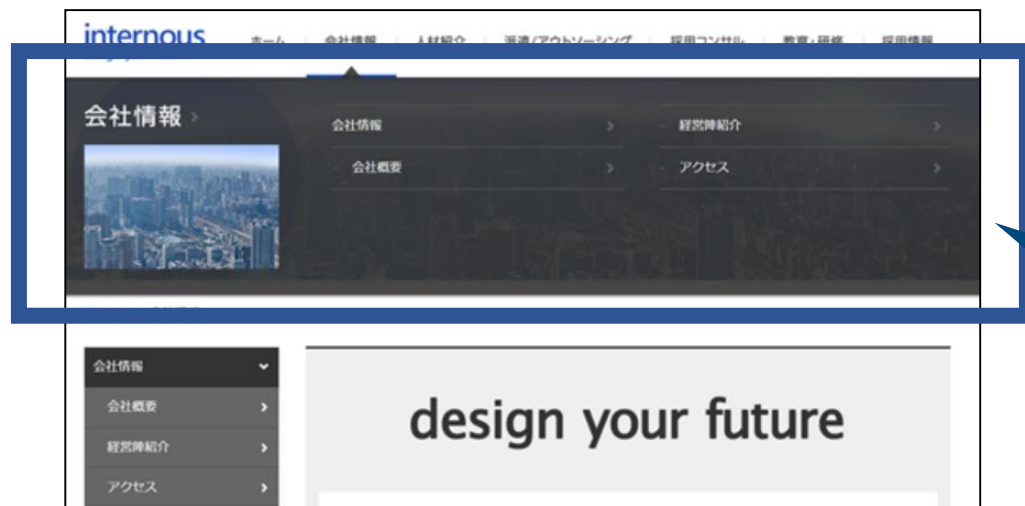 internous
ホーム 会社情報 人材紹介 派遣/アウトソーシング 採用コンサル 教育・研修 採用情報
会社情報
会社情報 経営陣紹介
会社概要 アクセス
会社情報
会社概要
経営陣紹介
アクセス
design your future